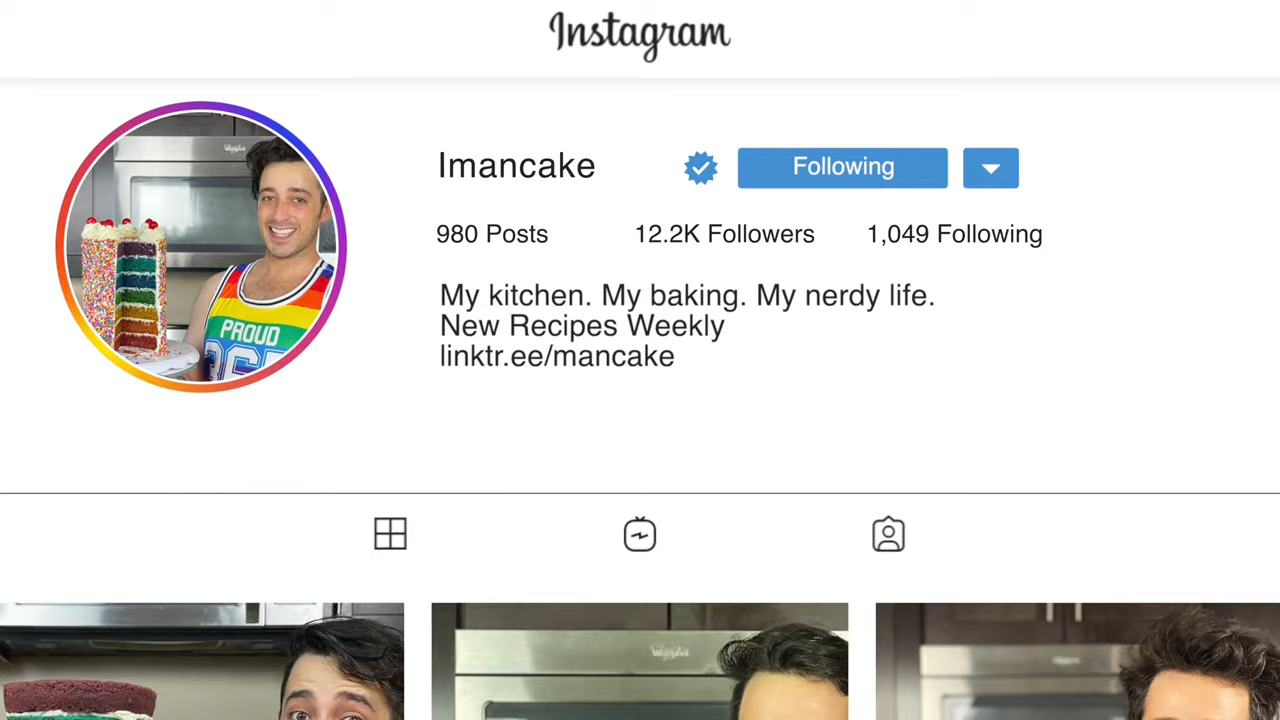 Instagram
Imancake
Following
980 Posts
12.2K Followers
1,049 Following
My kitchen. My baking. My nerdy life.
New Recipes Weekly
linktr.ee/mancake
PROUD
Whirlpool